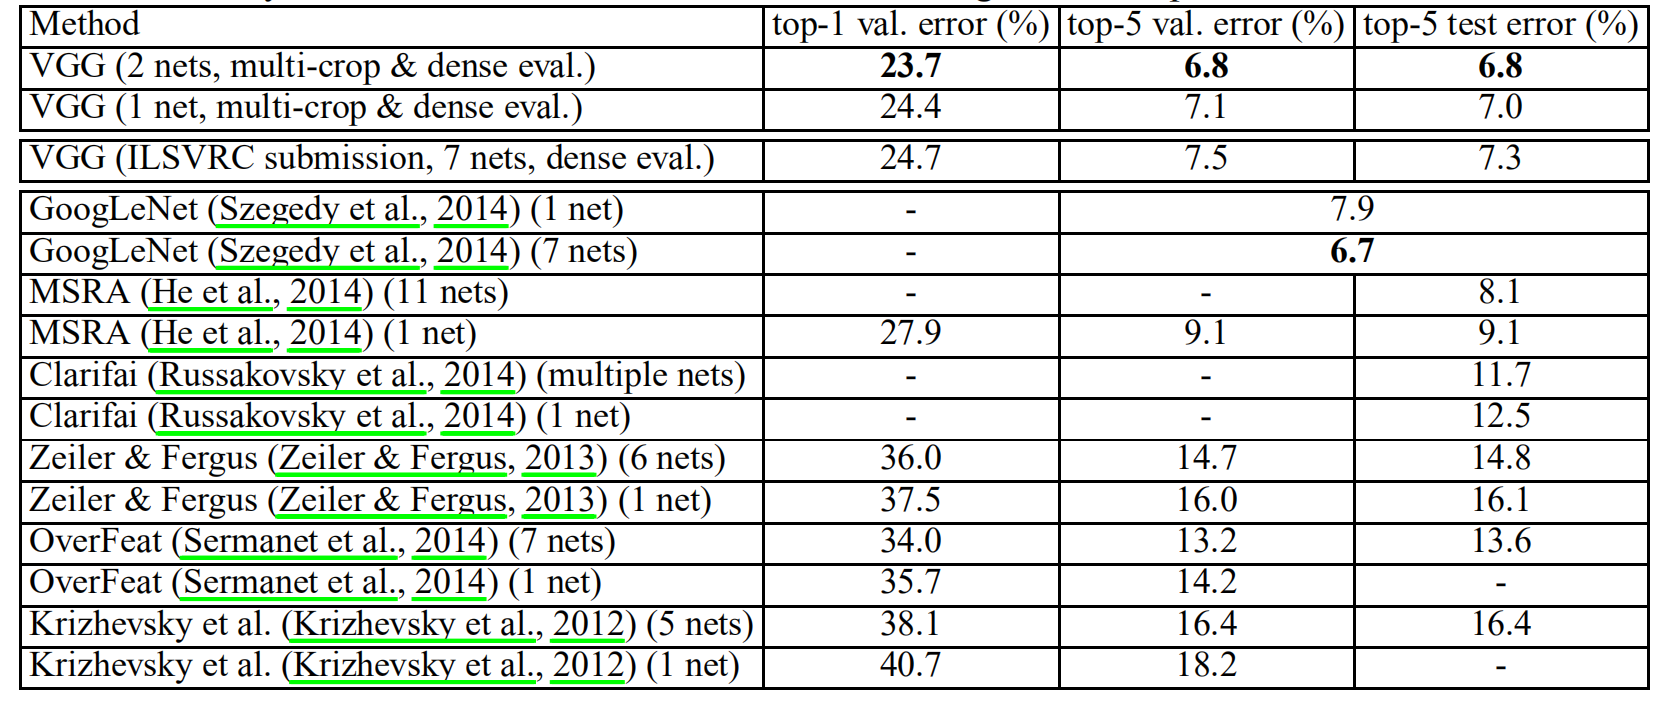 Method top-1 val. error (%) top-5 val. error (%) top-5 test error (%)
VGG (2 nets, multi-crop & dense eval.) 23.7 6.8 6.8
VGG (1 net, multi-crop & dense eval.) 24.4 7.1 7.0
VGG (ILSVRC submission, 7 nets, dense eval.) 24.7 7.5 7.3
GoogLeNet (Szegedy et al., 2014) (1 net) - 7.9
GoogLeNet (Szegedy et al., 2014) (7 nets) - 6.7
MSRA (He et al., 2014) (11 nets) - - 8.1
MSRA (He et al., 2014) (1 net) 27.9 9.1 9.1
Clarifai (Russakovsky et al., 2014) (multiple nets) - - 11.7
Clarifai (Russakovsky et al., 2014) (1 net) - - 12.5
Zeiler & Fergus (Zeiler & Fergus, 2013) (6 nets) 36.0 14.7 14.8
Zeiler & Fergus (Zeiler & Fergus, 2013) (1 net) 37.5 16.0 16.1
OverFeat (Sermanet et al., 2014) (7 nets) 34.0 13.2 13.6
OverFeat (Sermanet et al., 2014) (1 net) 35.7 14.2 -
Krizhevsky et al. (Krizhevsky et al., 2012) (5 nets) 38.1 16.4 16.4
Krizhevsky et al. (Krizhevsky et al., 2012) (1 net) 40.7 18.2 -